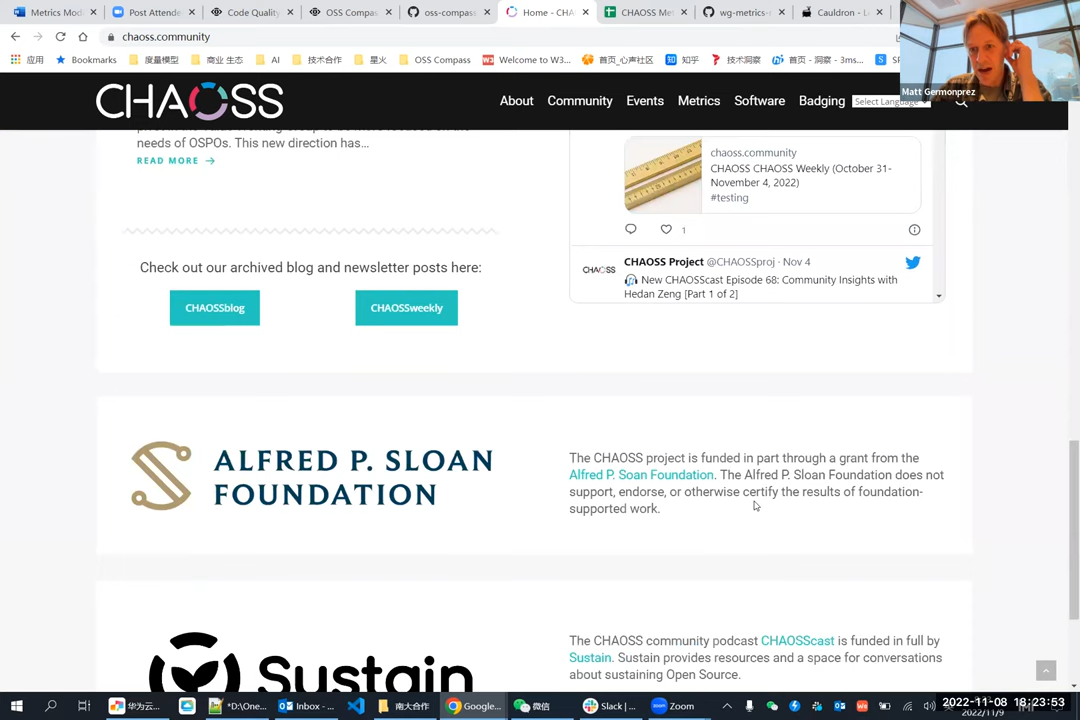 Metrics Mod
Post Attende
Code Quality
OSS Compas
oss-compass
Home - CHA
CHAOSS Me
wg-metrics-
Cauldron - L
chaoss.community
应用
Bookmarks
度量模型
商业 生态
AI
技术合作
星火
OSS Compass
Welcome to W3...
首页_心声社区
知乎
技术洞察
首页 - 洞察 - 3ms...
Matt Germonprez
CHAOSS
About
Community
Events
Metrics
Software
Badging
Select Language
needs of OSPOs. This new direction has...
READ MORE →
chaoss.community
CHAOSS CHAOSS Weekly (October 31-
November 4, 2022)
#testing
1
CHAOSS
CHAOSS Project @CHAOSSproj · Nov 4
New CHAOSScast Episode 68: Community Insights with
Hedan Zeng [Part 1 of 2]
Check out our archived blog and newsletter posts here:
CHAOSSblog
CHAOSSweekly
ALFRED P. SLOAN
FOUNDATION
The CHAOSS project is funded in part through a grant from the
Alfred P. Soan Foundation. The Alfred P. Sloan Foundation does not
support, endorse, or otherwise certify the results of foundation-
supported work.
Sustain
The CHAOSS community podcast CHAOSScast is funded in full by
Sustain. Sustain provides resources and a space for conversations
about sustaining Open Source.
华为云...
*D:\One...
Inbox - ...
南大合作
Google...
微信
Slack | ...
Zoom
2022-11-08 18:23:53
2022/11/9